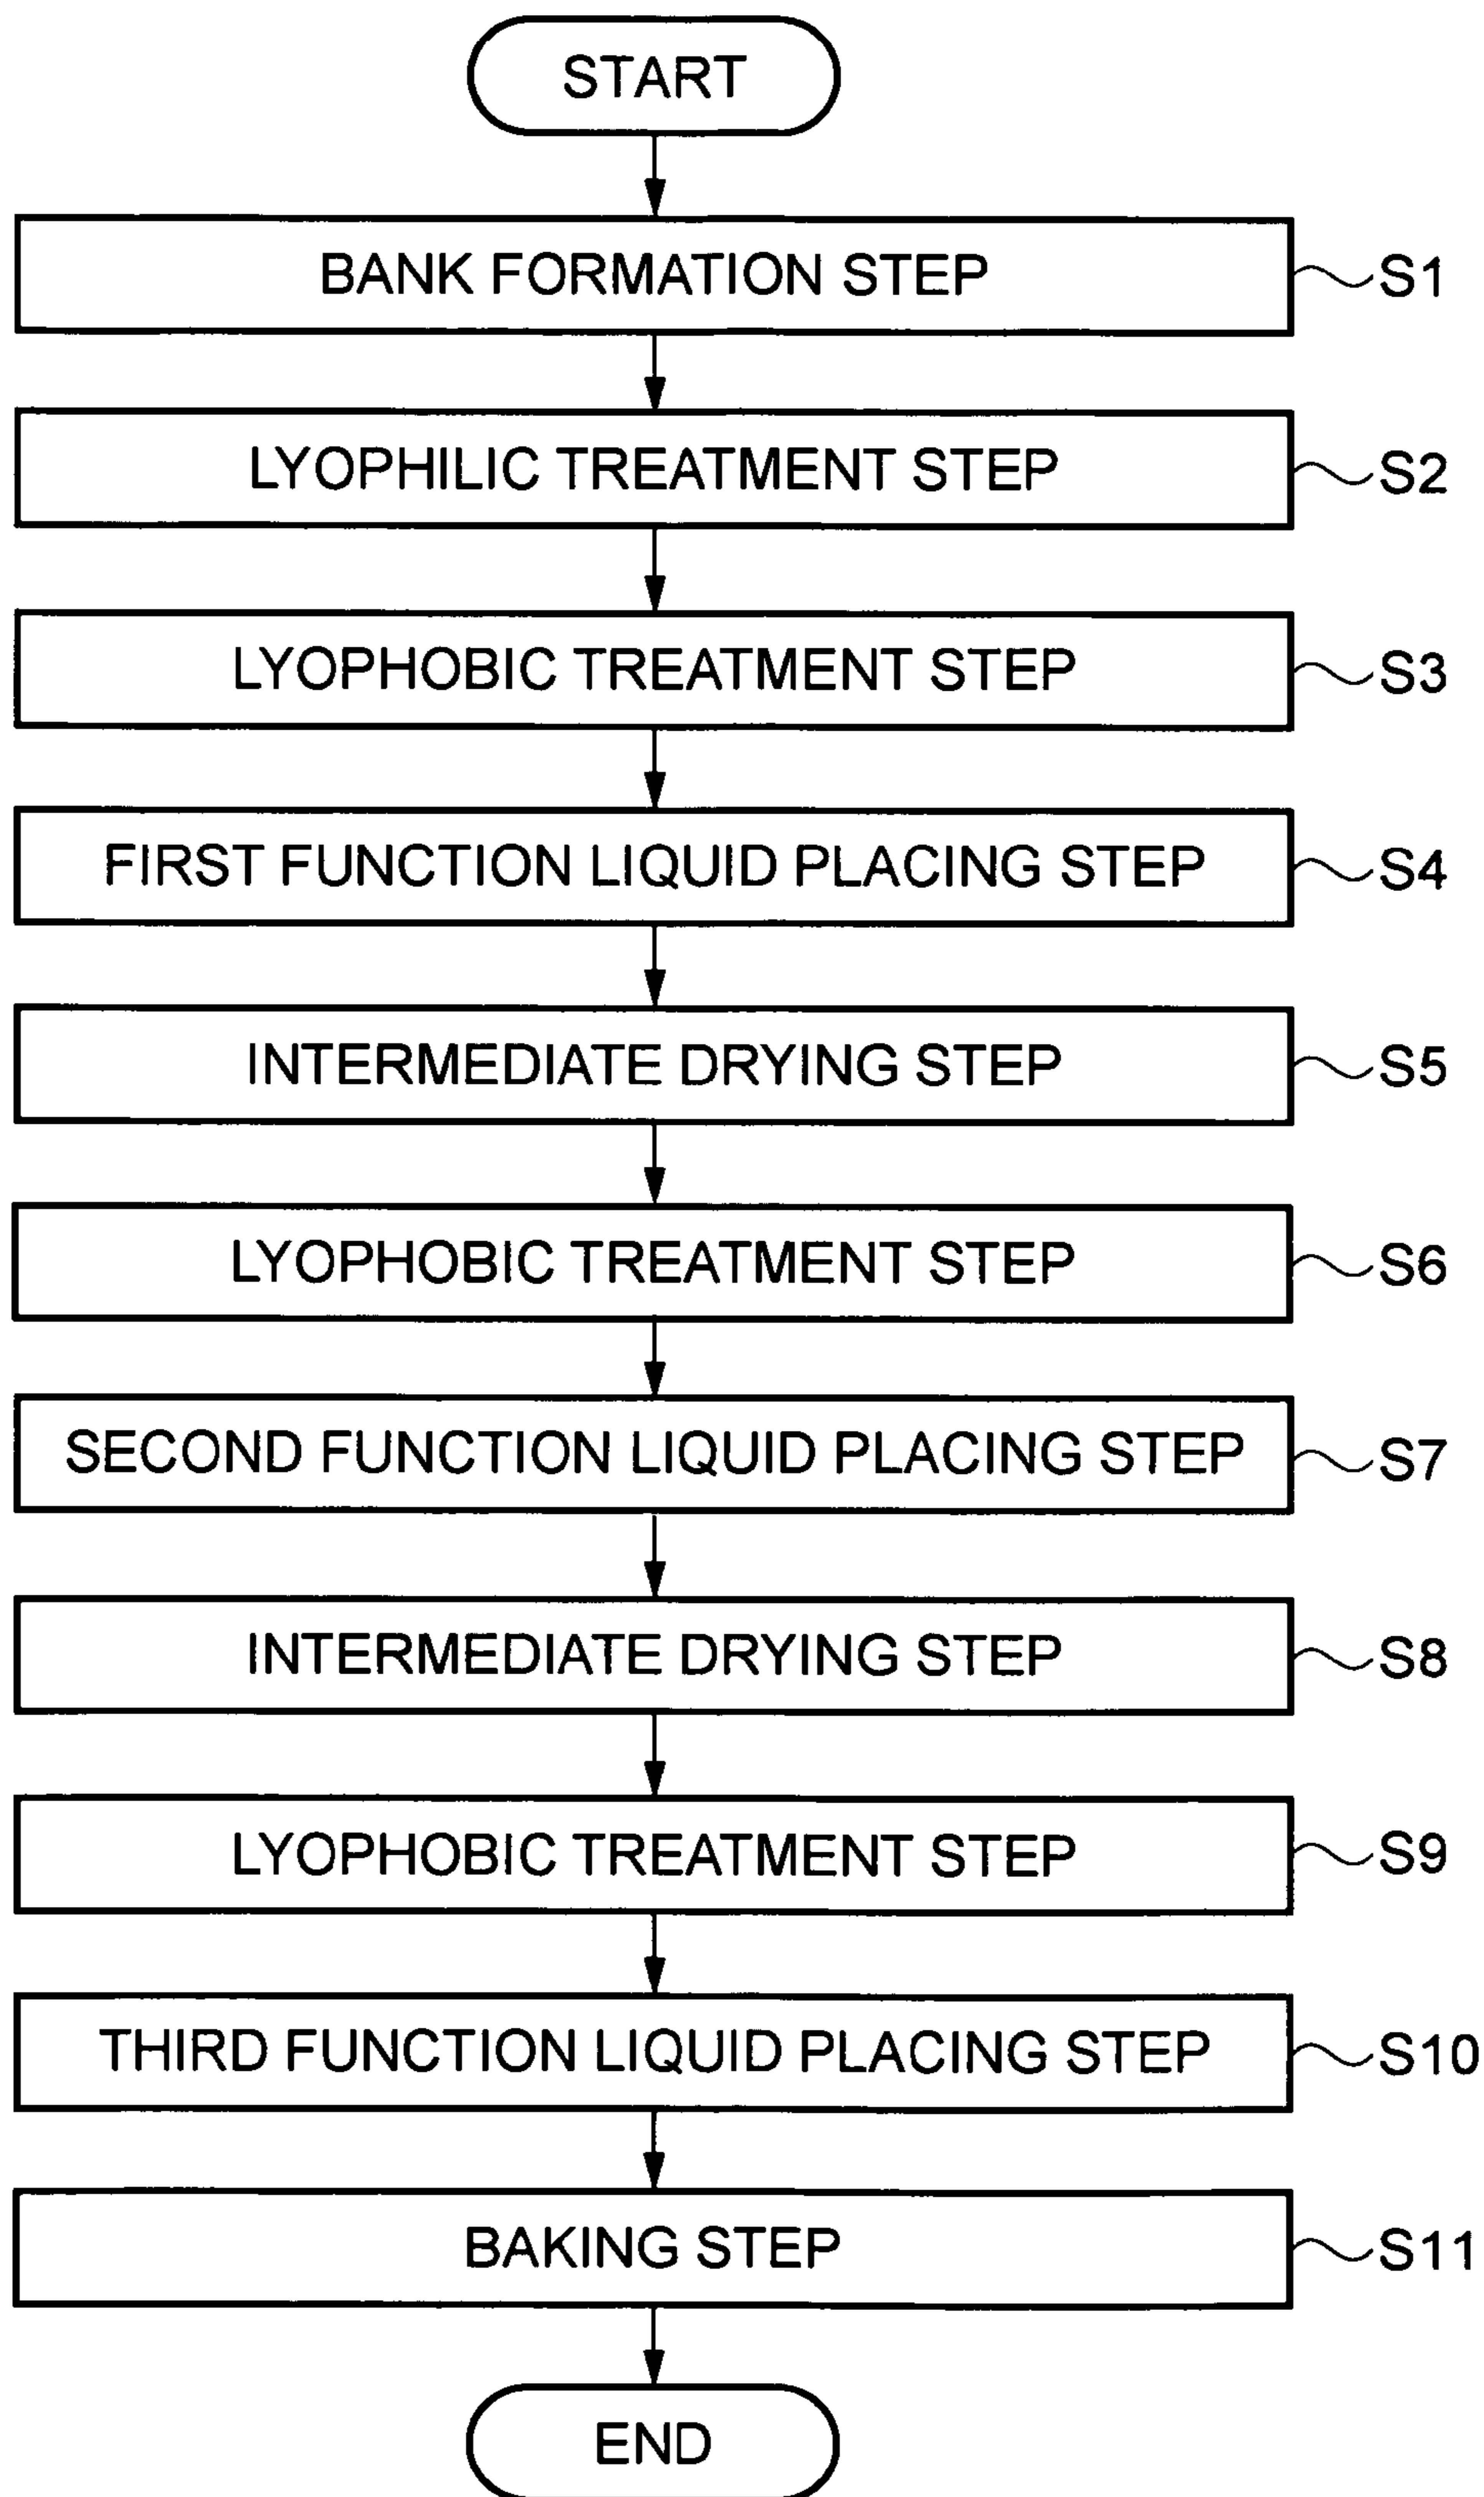 START
BANK FORMATION STEP S1
LYOPHILIC TREATMENT STEP S2
LYOPHOBIC TREATMENT STEP S3
FIRST FUNCTION LIQUID PLACING STEP S4
INTERMEDIATE DRYING STEP S5
LYOPHOBIC TREATMENT STEP S6
SECOND FUNCTION LIQUID PLACING STEP S7
INTERMEDIATE DRYING STEP S8
LYOPHOBIC TREATMENT STEP S9
THIRD FUNCTION LIQUID PLACING STEP S10
BAKING STEP S11
END